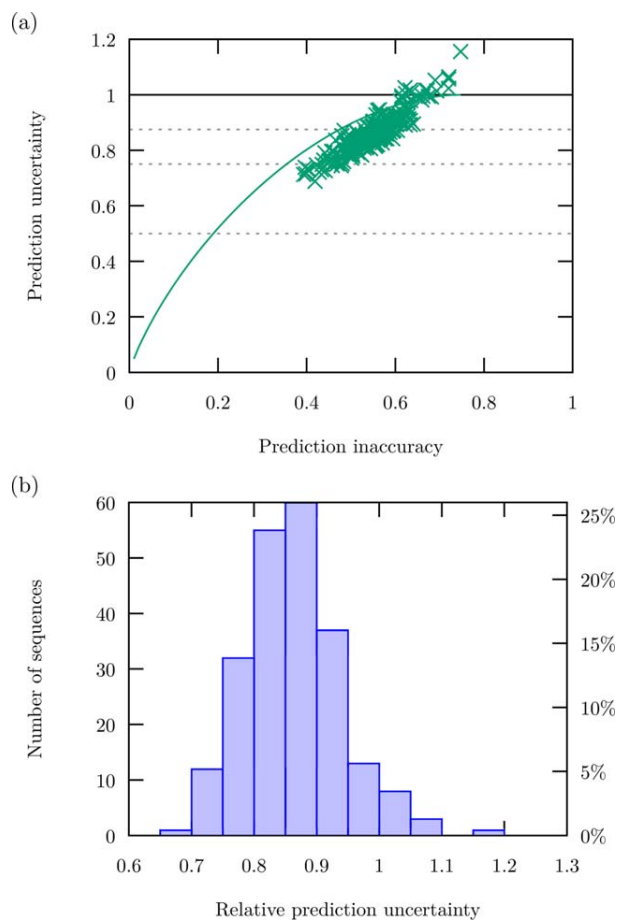 (a)
1.2
1
0.8
0.6
0.4
0.2
0
Prediction uncertainty
0 0.2 0.4 0.6 0.8 1
Prediction inaccuracy
(b)
60
50
40
30
20
10
0
Number of sequences
25%
20%
15%
10%
5%
0%
0.6 0.7 0.8 0.9 1 1.1 1.2 1.3
Relative prediction uncertainty